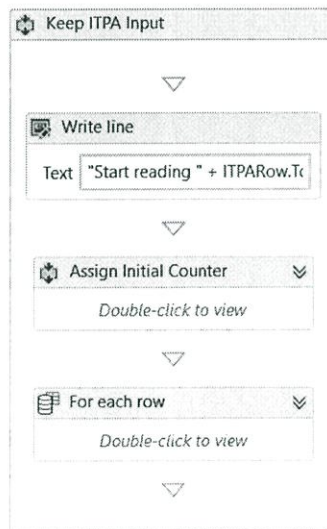 Keep ITPA Input
Write line
Text "Start reading " + ITPARow.Tc
Assign Initial Counter
Double-click to view
For each row
Double-click to view